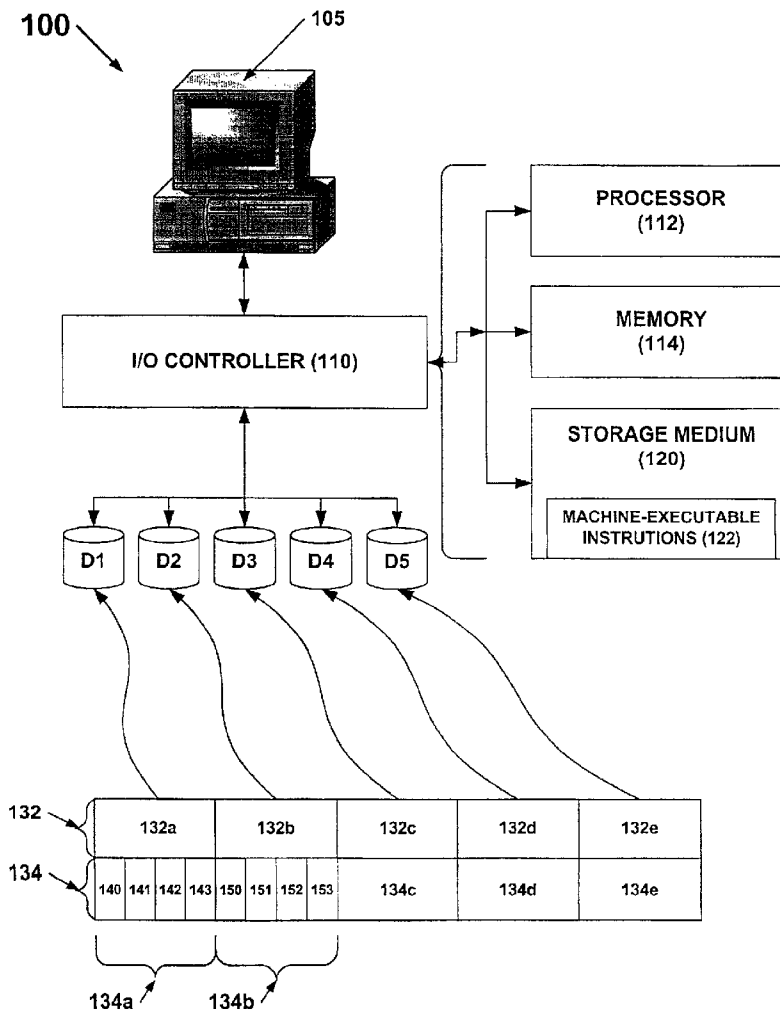 100
105
PROCESSOR
(112)
MEMORY
(114)
I/O CONTROLLER (110)
STORAGE MEDIUM
(120)
MACHINE-EXECUTABLE
INSTRUTIONS (122)
D1 D2 D3 D4 D5
132 132a 132b 132c 132d 132e
134 140 141 142 143 150 151 152 153 134c 134d 134e
134a 134b